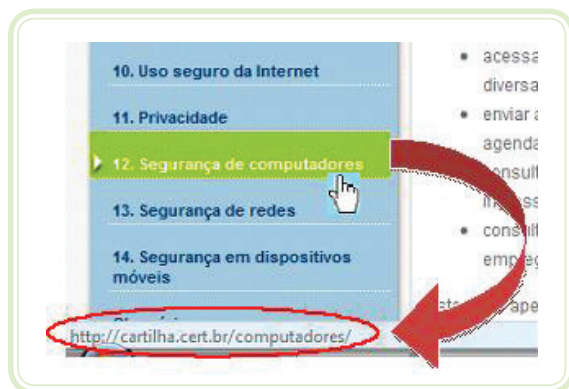 10. Uso seguro da Internet
11. Privacidade
12. Segurança de computadores
13. Segurança de redes
14. Segurança em dispositivos
móveis
http://cartilha.cert.br/computadores/
acessa
diversa
enviar a
agenda
consult
empreg